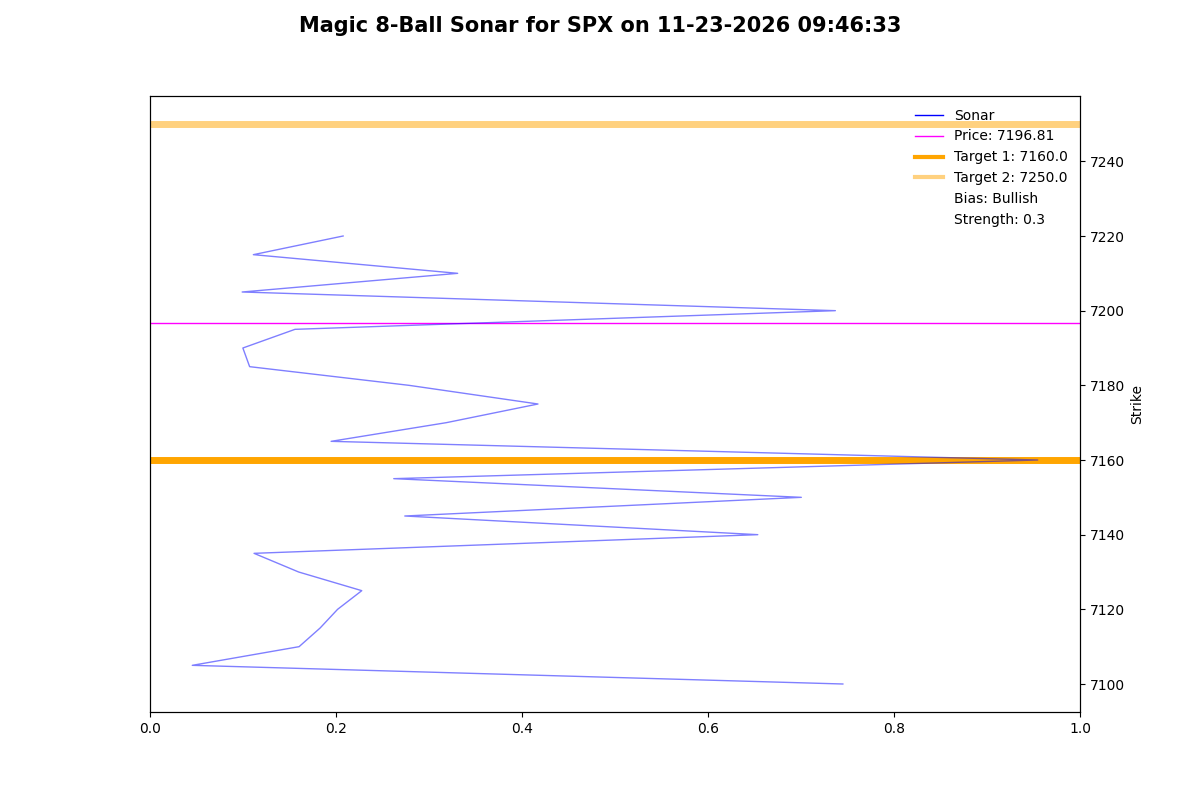 Magic 8-Ball Sonar for SPX on 11-23-2026 09:46:33
Sonar
Price: 7196.81
Target 1: 7160.0
Target 2: 7250.0
Bias: Bullish
Strength: 0.3
7240
7220
7200
7180
7160
7140
7120
7100
Strike
0.0 0.2 0.4 0.6 0.8 1.0